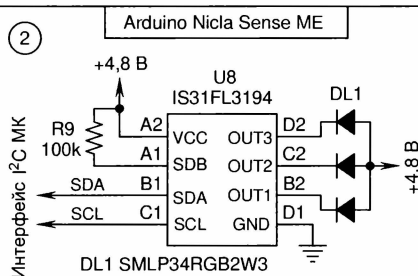 Arduino Nicla Sense ME
2
+4,8 В
U8
IS31FL3194
DL1
R9
100k
A2
VCC
OUT3
D2
A1
SDB
OUT2
C2
SDA
B1
SDA
OUT1
B2
SCL
C1
SCL
GND
D1
+4,8 В
Интерфейс I²C МК
DL1 SMLP34RGB2W3